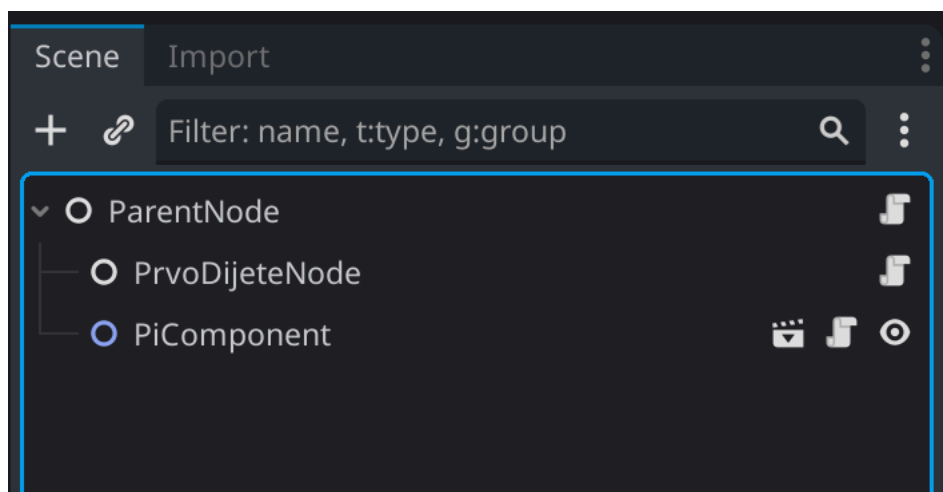 Scene Import
Filter: name, t:type, g:group
ParentNode
PrvoDijeteNode
PiComponent